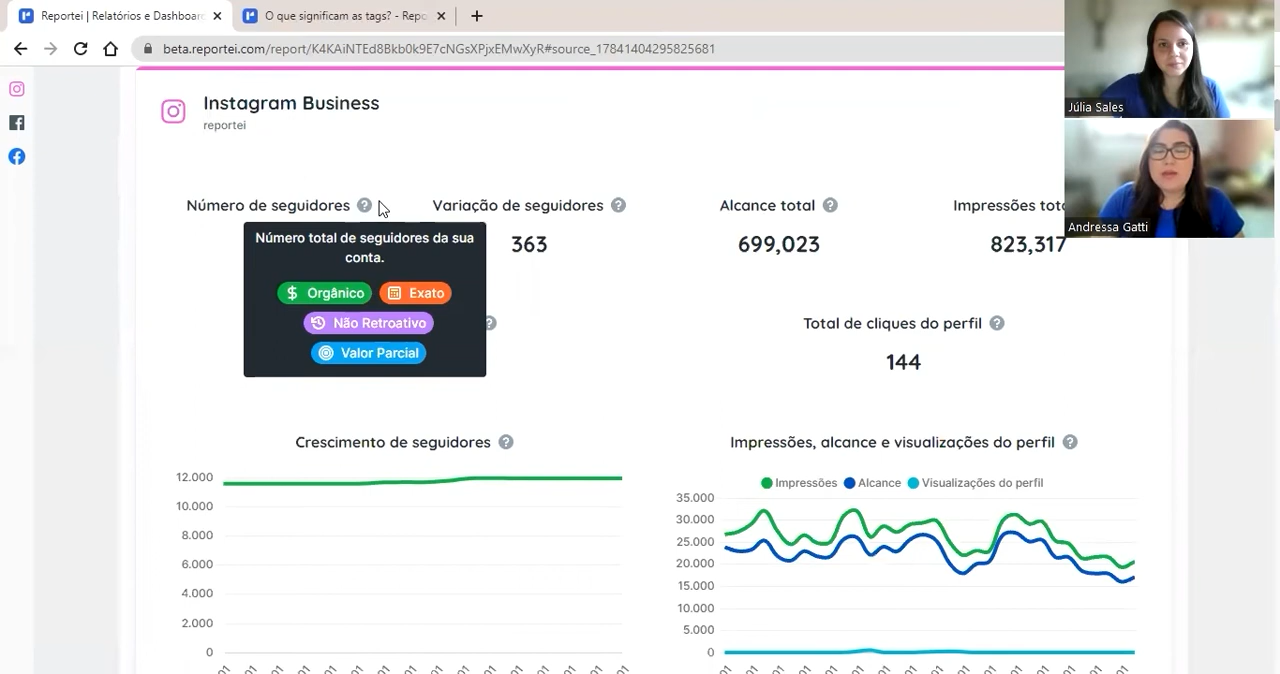 Reportei | Relatórios e Dashboar
O que significam as tags? - Repo
beta.reportei.com/report/K4KAiNTEd8Bkb0k9E7cNGsXPjxEMwXyR#source_17841404295825681
Júlia Sales
Andressa Gatti
Instagram Business
reportei
Número de seguidores ?
Variação de seguidores ?
Alcance total ?
Impressões tota
Número total de seguidores da sua
conta.
$ Orgânico
Exato
Não Retroativo
Valor Parcial
363
699,023
823,317
?
Total de cliques do perfil ?
144
Crescimento de seguidores ?
12.000
10.000
8.000
6.000
4.000
2.000
0
Impressões, alcance e visualizações do perfil ?
Impressões Alcance Visualizações do perfil
35.000
30.000
25.000
20.000
15.000
10.000
5.000
0